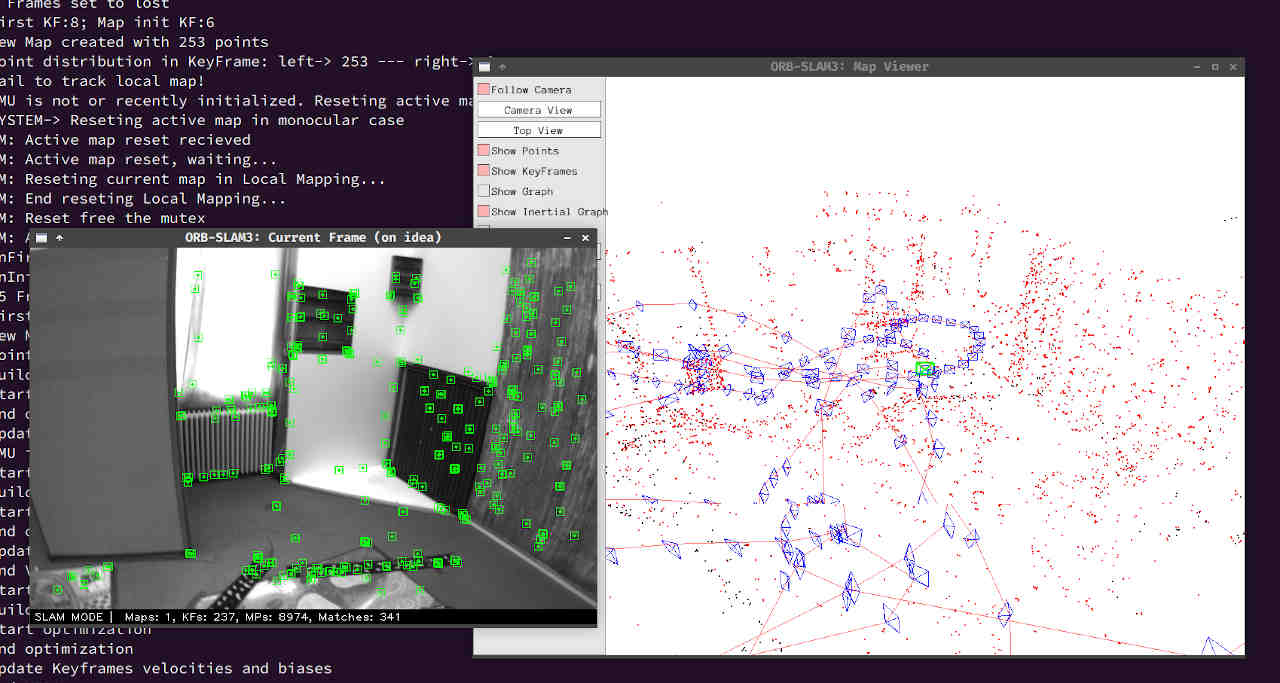 Frames set to lost
irst KF:8; Map init KF:6
ew Map created with 253 points
oint distribution in KeyFrame: left-> 253 --- right->
ail to track local map!
MU is not or recently initialized. Reseting active ma
YSTEM-> Reseting active map in monocular case
M: Active map reset recieved
M: Active map reset, waiting...
M: Reseting current map in Local Mapping...
M: End reseting Local Mapping...
M: Reset free the mutex
M: A
nFir
nInt
5 Fr
irst
ew M
oint
uild
tart
nd o
pdat
MU T
tart
uild
tart
nd o
pdat
nd V
tart
uild
tart optimization
nd optimization
pdate Keyframes velocities and biases
ORB-SLAM3: Map Viewer
Follow Camera
Camera View
Top View
Show Points
Show KeyFrames
Show Graph
Show Inertial Graph
ORB-SLAM3: Current Frame (on idea)
SLAM MODE | Maps: 1, KFs: 237, MPs: 8974, Matches: 341